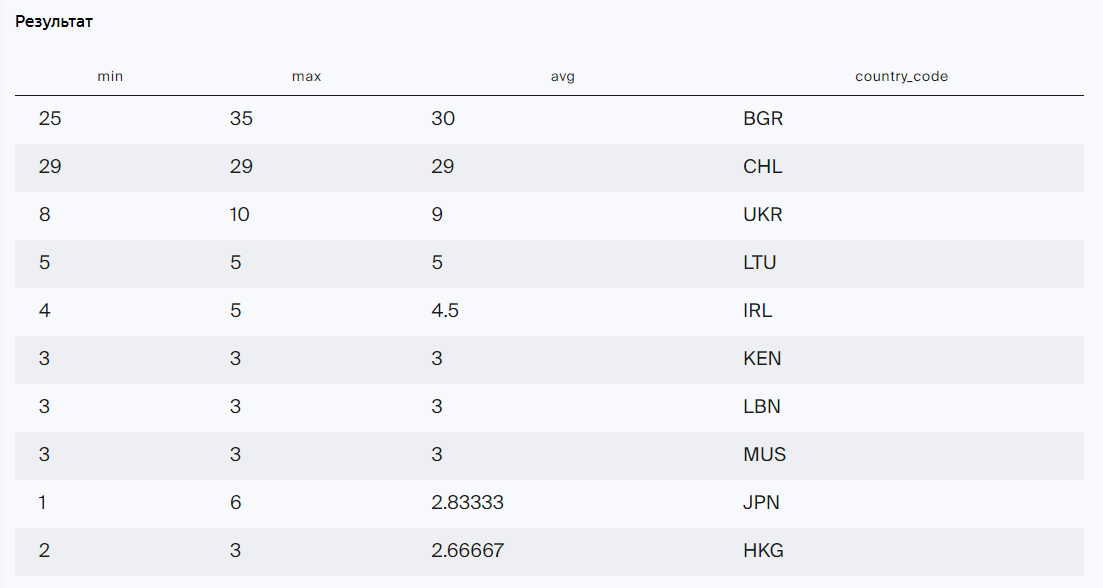 Результат
min max avg country_code
25 35 30 BGR
29 29 29 CHL
8 10 9 UKR
5 5 5 LTU
4 5 4.5 IRL
3 3 3 KEN
3 3 3 LBN
3 3 3 MUS
1 6 2.83333 JPN
2 3 2.66667 HKG